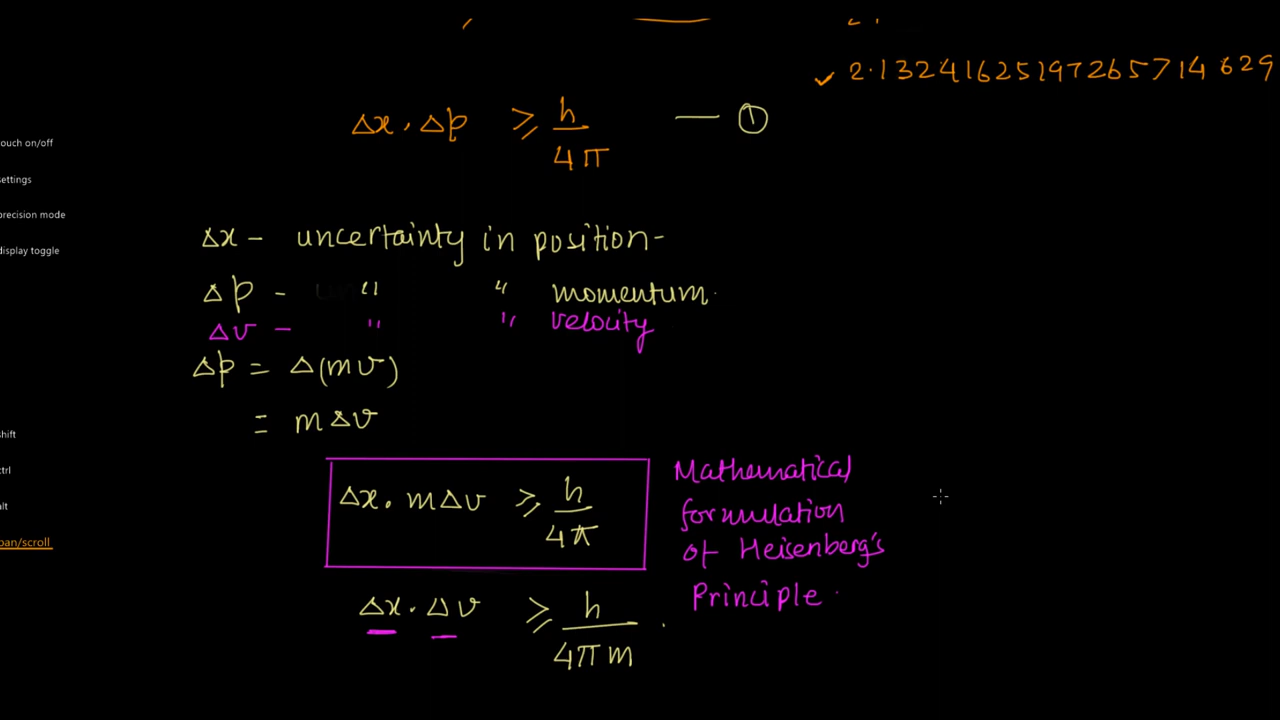 2.13241625197265714629
Δx . Δp ≥ h/4π — ①
ouch on/off
settings
precision mode
display toggle
Δx - uncertainty in position -
Δp - " " momentum.
Δv - " " velocity
Δp = Δ(mv)
= mΔv
shift
ctrl
alt
pan/scroll
Δx . mΔv ≥ h/4π
Mathematical
formulation
of Heisenberg's
Principle.
Δx . Δv ≥ h/4πm .